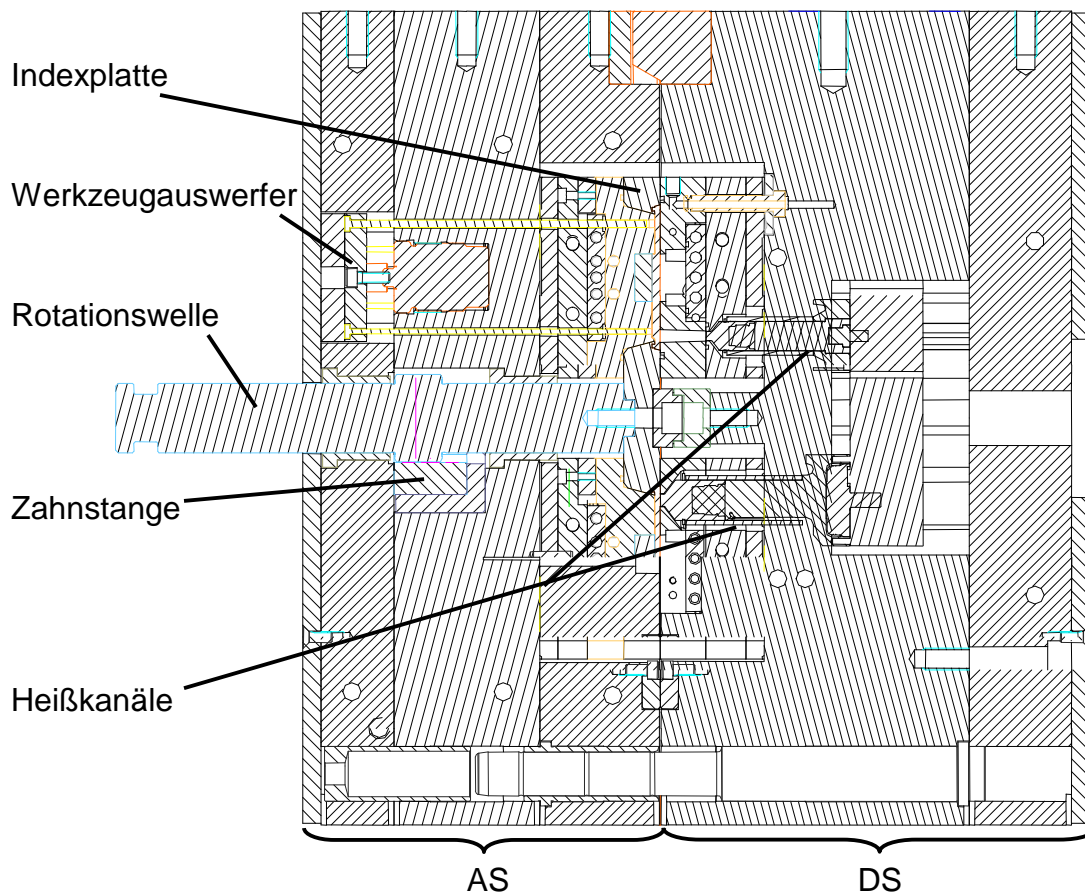 Indexplatte
Werkzeugauswerfer
Rotationswelle
Zahnstange
Heißkanäle
AS
DS